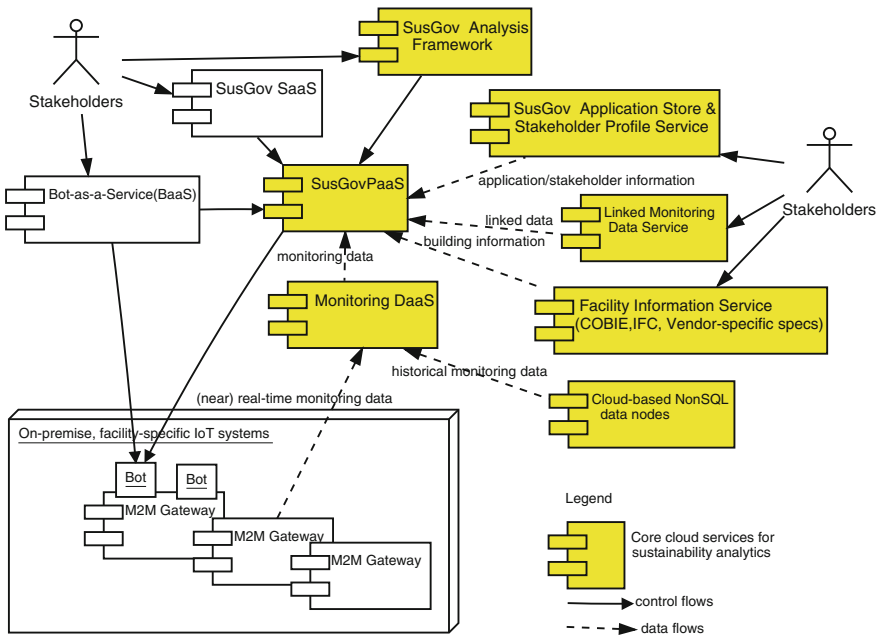 SusGov Analysis
Framework
Stakeholders
SusGov SaaS
SusGov Application Store &
Stakeholder Profile Service
Bot-as-a-Service(BaaS)
SusGovPaaS
application/stakeholder information
Stakeholders
linked data
Linked Monitoring
Data Service
building information
monitoring data
Monitoring DaaS
Facility Information Service
(COBIE,IFC, Vendor-specific specs)
historical monitoring data
(near) real-time monitoring data
Cloud-based NonSQL
data nodes
On-premise, facility-specific IoT systems
Bot
Bot
M2M Gateway
M2M Gateway
M2M Gateway
Legend
Core cloud services for
sustainability analytics
control flows
data flows